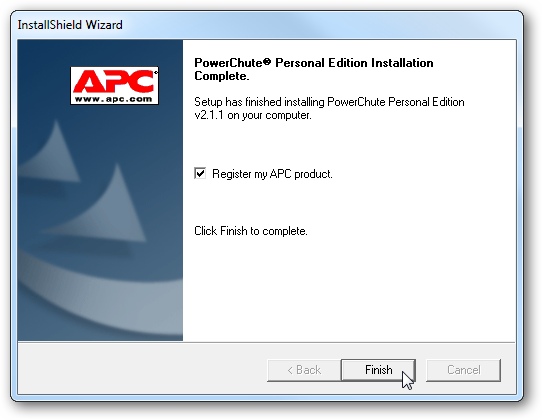 InstallShield Wizard
APC®
www.apc.com
PowerChute® Personal Edition Installation
Complete.
Setup has finished installing PowerChute Personal Edition
v2.1.1 on your computer.
Register my APC product.
Click Finish to complete.
< Back
Finish
Cancel